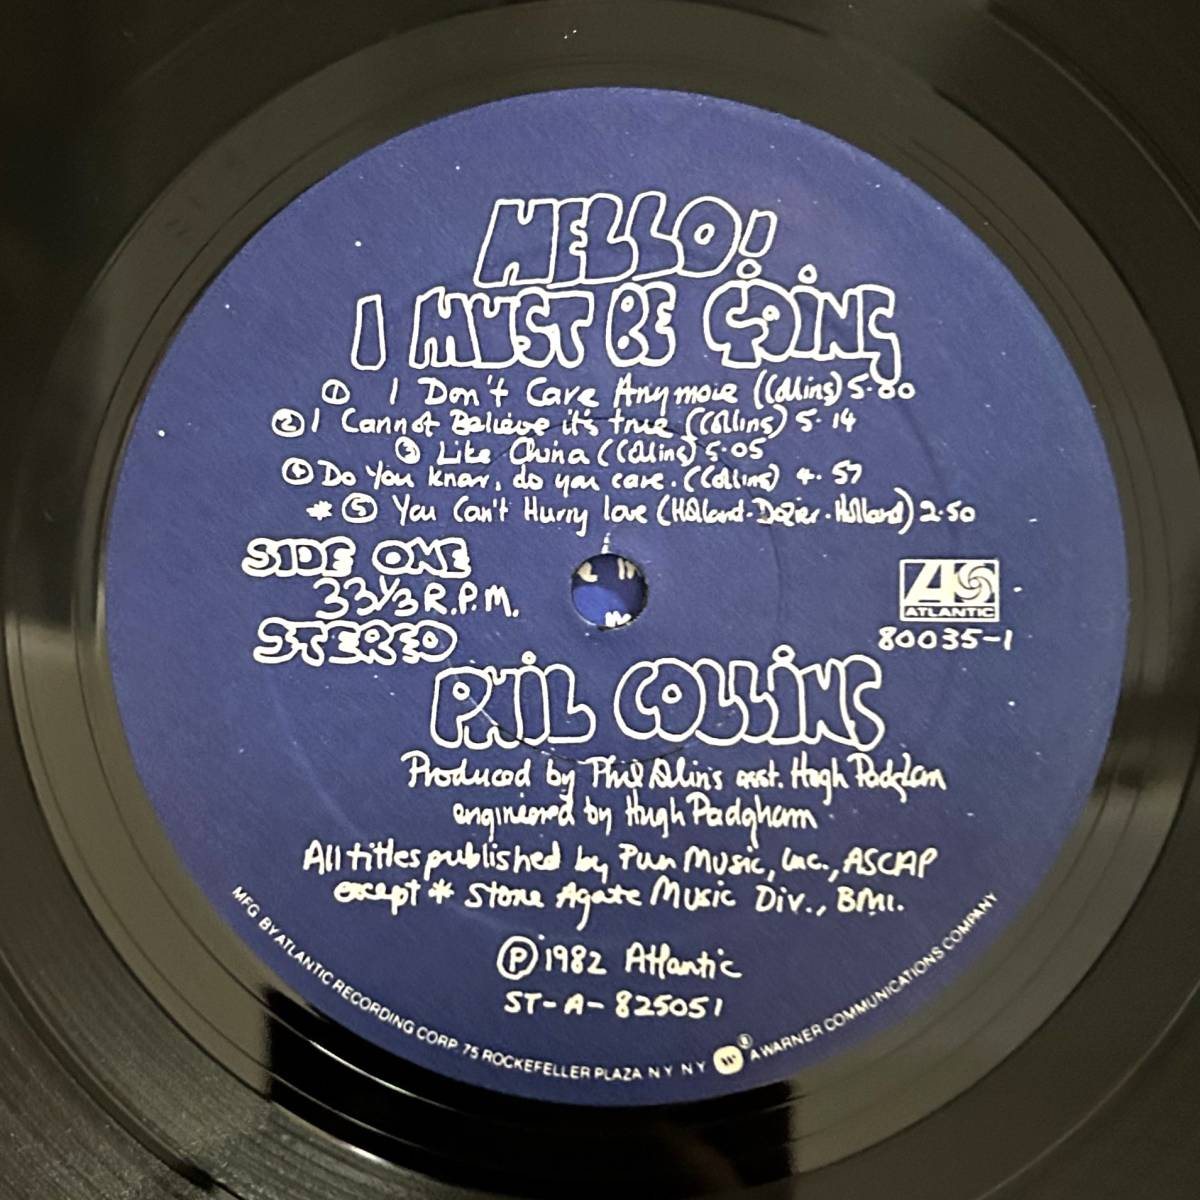 HELLO!
I MUST BE GOING
① I Don't Care Anymore (Collins) 5·00
② I Cannot Believe it's true (Collins) 5·14
③ Like China (Collins) 5·05
④ Do You know, do you care. (Collins) 4·57
* ⑤ You Can't Hurry love (Holland-Dozier-Holland) 2·50
SIDE ONE
33⅓ R.P.M.
STEREO
ATLANTIC
80035-1
PHIL COLLINS
Produced by Phil Collins asst. Hugh Padgham
engineered by Hugh Padgham
All titles published by Pun Music, Inc., ASCAP
except * Stone Agate Music Div., BMI.
Ⓟ 1982 Atlantic
ST-A-825051
MFG BY ATLANTIC RECORDING CORP. 75 ROCKEFELLER PLAZA N Y N Y W ® A WARNER COMMUNICATIONS COMPANY